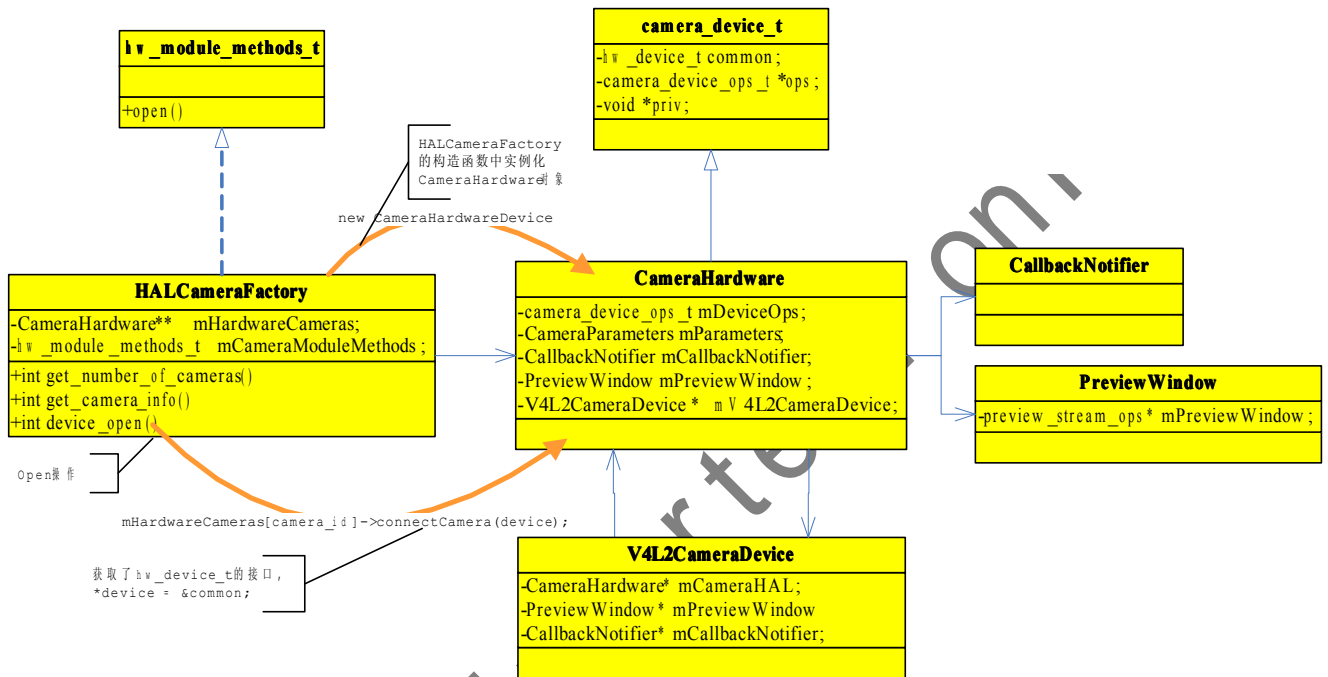 hw_module_methods_t
+open()
camera_device_t
-hw_device_t common;
-camera_device_ops_t *ops;
-void *priv;
HALCameraFactory
的构造函数中实例化
CameraHardware对象
new CameraHardwareDevice
HALCameraFactory
-CameraHardware** mHardwareCameras;
-hw_module_methods_t mCameraModuleMethods;
+int get_number_of_cameras()
+int get_camera_info()
+int device_open()
CameraHardware
-camera_device_ops_t mDeviceOps;
-CameraParameters mParameters;
-CallbackNotifier mCallbackNotifier;
-PreviewWindow mPreviewWindow;
-V4L2CameraDevice* mV4L2CameraDevice;
CallbackNotifier
PreviewWindow
-preview_stream_ops* mPreviewWindow;
Open操作
mHardwareCameras[camera_id]->connectCamera(device);
获取了hw_device_t的接口,
*device = &common;
V4L2CameraDevice
-CameraHardware* mCameraHAL;
-PreviewWindow* mPreviewWindow
-CallbackNotifier* mCallbackNotifier;